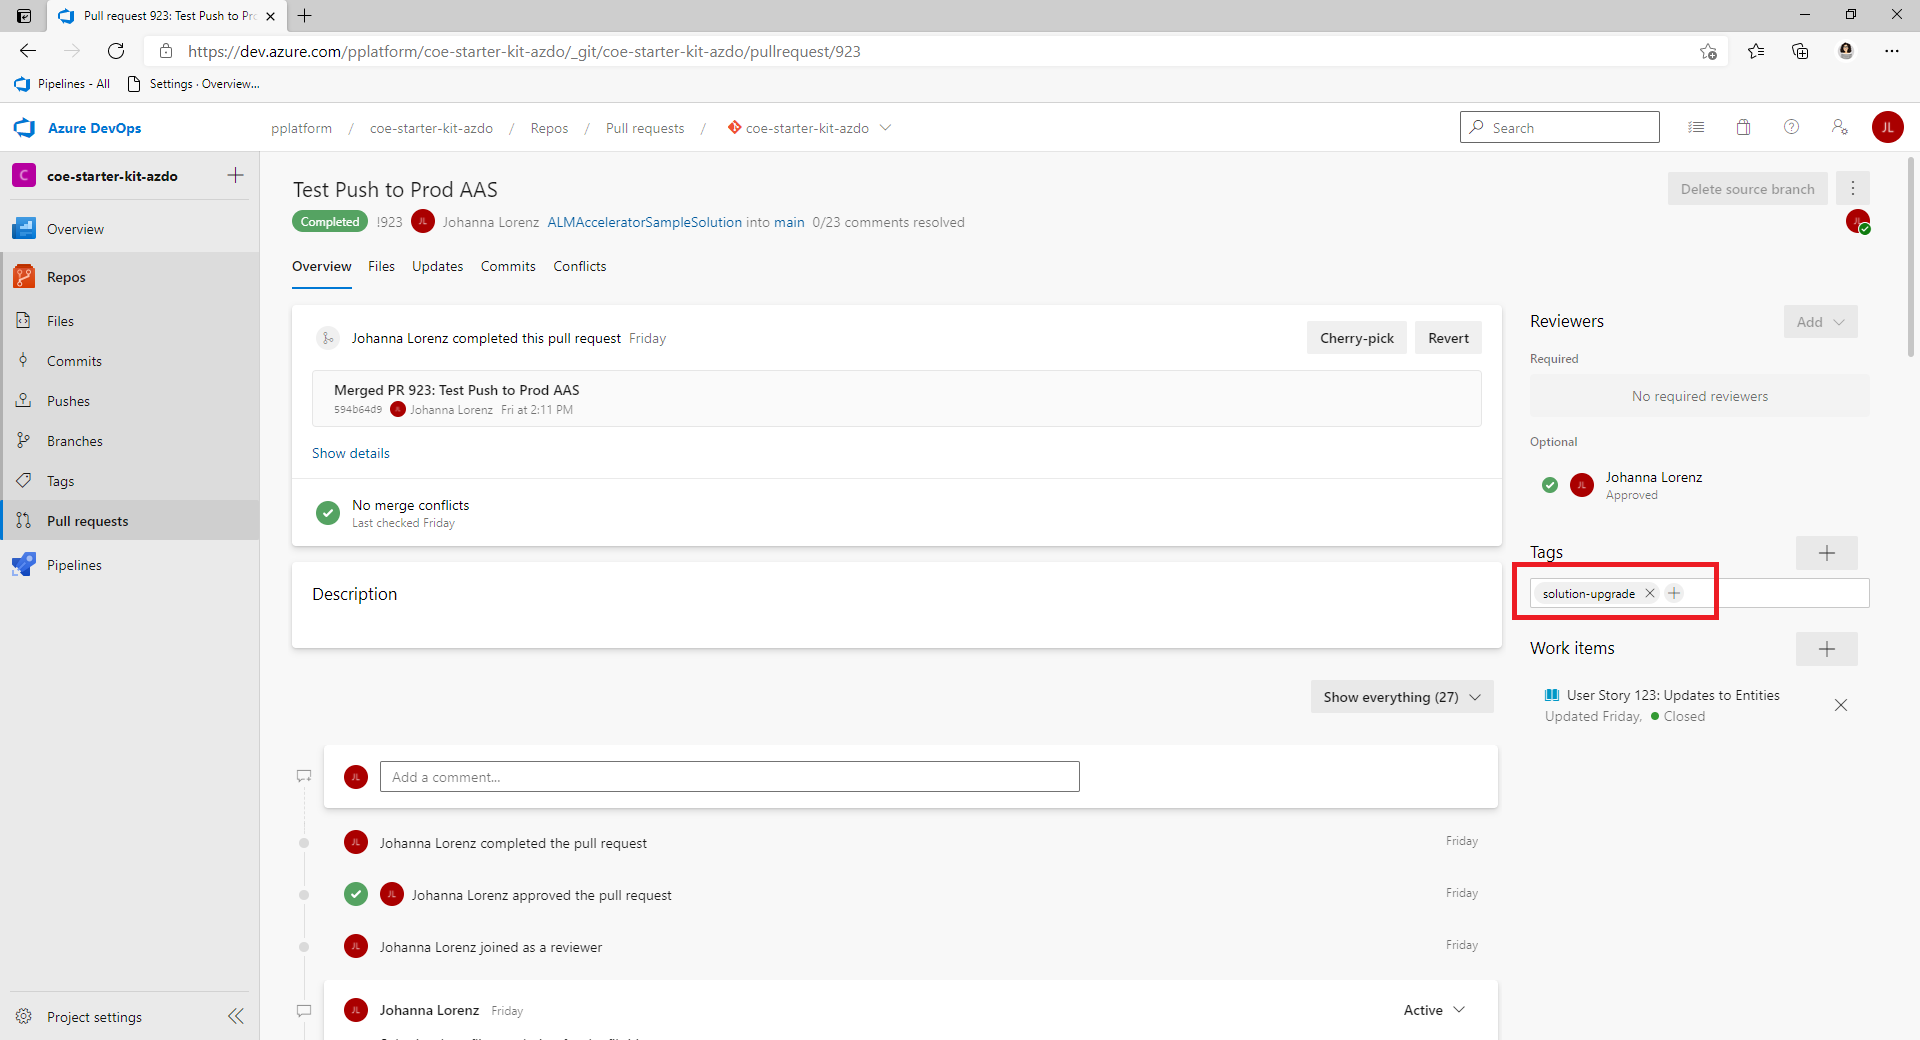 Pull request 923: Test Push to Pr
https://dev.azure.com/pplatform/coe-starter-kit-azdo/_git/coe-starter-kit-azdo/pullrequest/923
Pipelines - All
Settings · Overview...
Azure DevOps
pplatform / coe-starter-kit-azdo / Repos / Pull requests / coe-starter-kit-azdo
Search
JL
C
coe-starter-kit-azdo
Overview
Repos
Files
Commits
Pushes
Branches
Tags
Pull requests
Pipelines
Project settings
Test Push to Prod AAS
Delete source branch
Completed !923 JL Johanna Lorenz ALMAcceleratorSampleSolution into main 0/23 comments resolved
Overview Files Updates Commits Conflicts
Johanna Lorenz completed this pull request Friday
Cherry-pick
Revert
Merged PR 923: Test Push to Prod AAS
594b64d9 Johanna Lorenz Fri at 2:11 PM
Show details
No merge conflicts
Last checked Friday
Description
Show everything (27)
JL
Add a comment...
JL Johanna Lorenz completed the pull request Friday
JL Johanna Lorenz approved the pull request Friday
JL Johanna Lorenz joined as a reviewer Friday
JL Johanna Lorenz Friday
Active
Reviewers
Add
Required
No required reviewers
Optional
JL Johanna Lorenz
Approved
Tags
solution-upgrade
Work items
User Story 123: Updates to Entities
Updated Friday, Closed